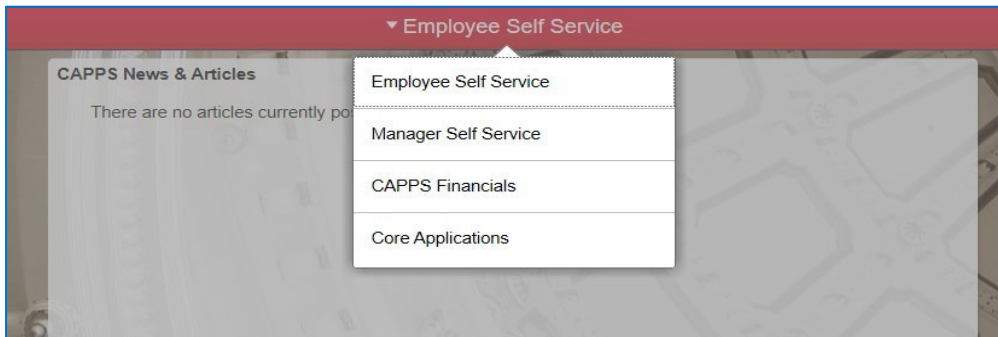 Employee Self Service
CAPPS News & Articles
There are no articles currently po
Employee Self Service
Manager Self Service
CAPPS Financials
Core Applications